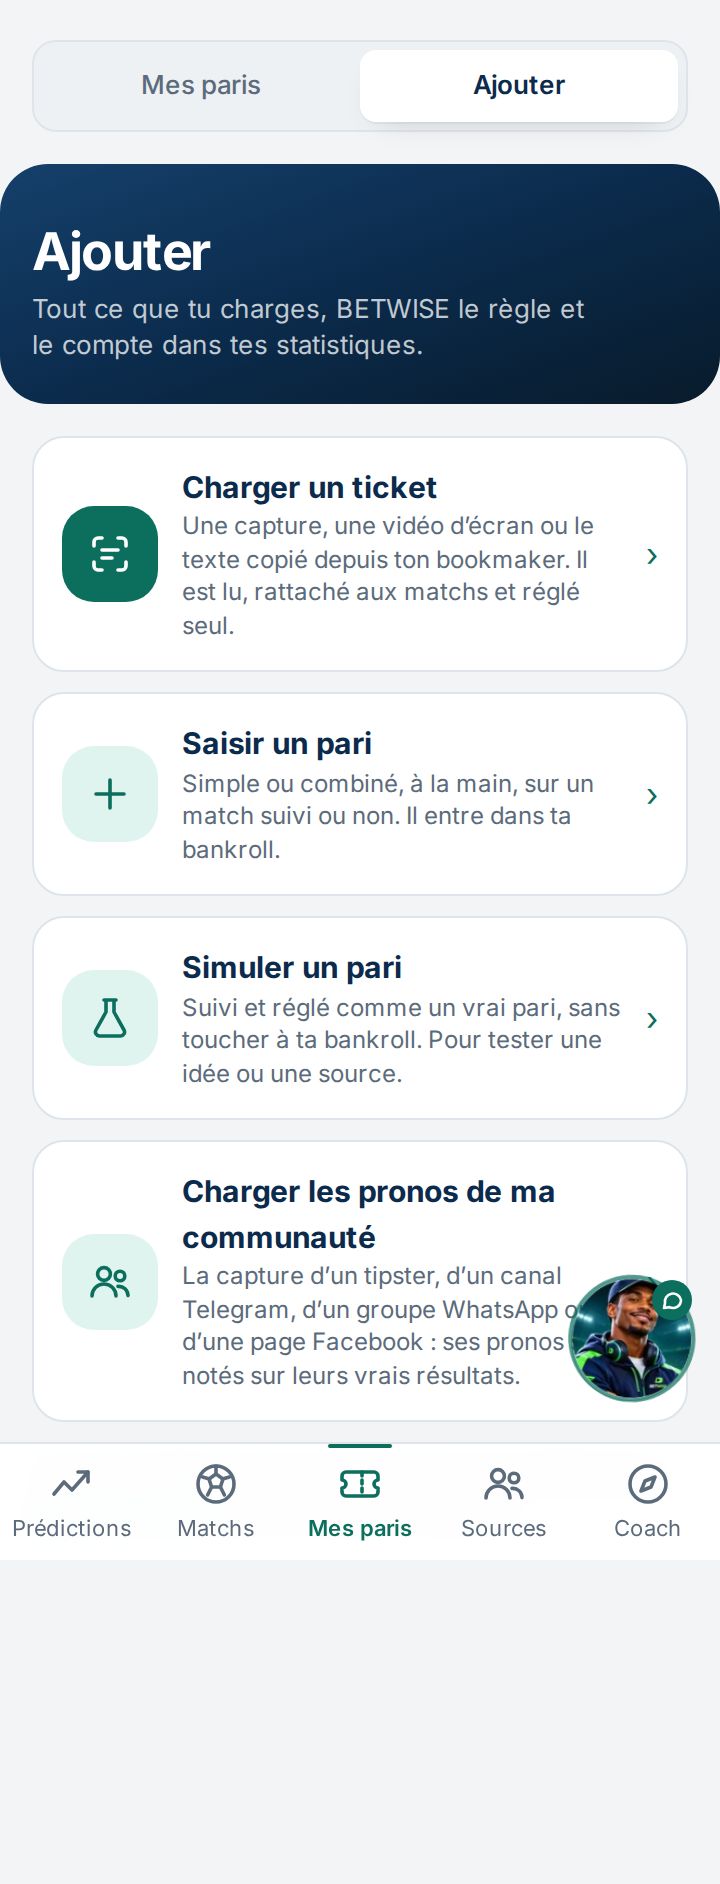 Mes paris
Ajouter
Ajouter
Tout ce que tu charges, BETWISE le règle et
le compte dans tes statistiques.
Charger un ticket
Une capture, une vidéo d’écran ou le
texte copié depuis ton bookmaker. Il
est lu, rattaché aux matchs et réglé
seul.
›
Saisir un pari
Simple ou combiné, à la main, sur un
match suivi ou non. Il entre dans ta
bankroll.
›
Simuler un pari
Suivi et réglé comme un vrai pari, sans
toucher à ta bankroll. Pour tester une
idée ou une source.
›
Charger les pronos de ma
communauté
La capture d’un tipster, d’un canal
Telegram, d’un groupe WhatsApp
d’une page Facebook : ses pronos
notés sur leurs vrais résultats.
Prédictions
Matchs
Mes paris
Sources
Coach